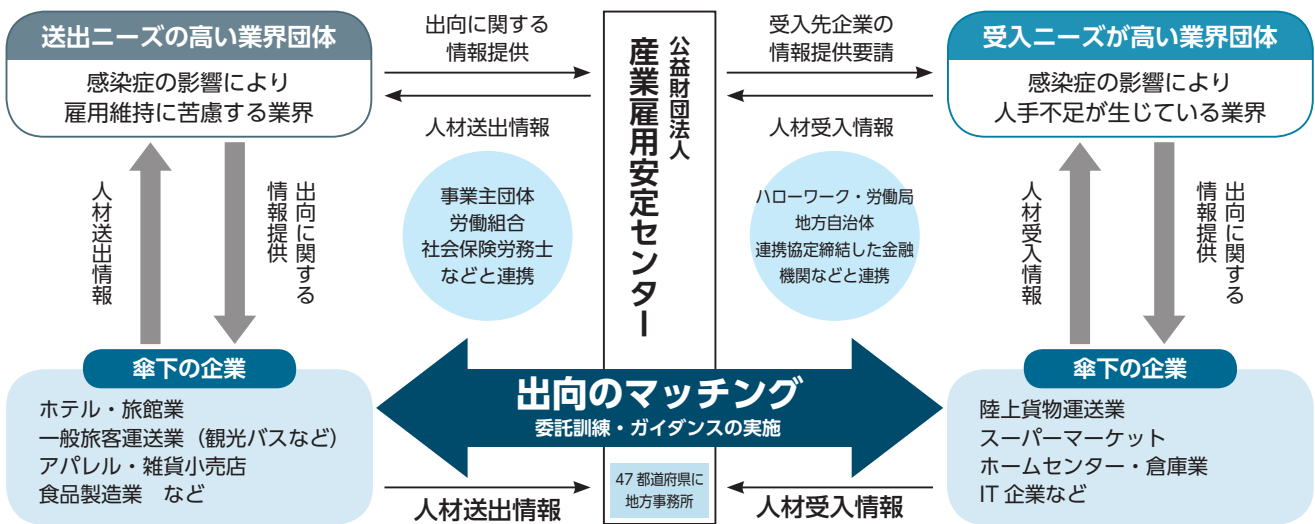 送出ニーズの高い業界団体
感染症の影響により
雇用維持に苦慮する業界
出向に関する
情報提供
人材送出情報
公益財団法人
産業雇用安定センター
受入先企業の
情報提供要請
人材受入情報
受入ニーズが高い業界団体
感染症の影響により
人手不足が生じている業界
人材送出情報
出向に関する
情報提供
事業主団体
労働組合
社会保険労務士
などと連携
ハローワーク・労働局
地方自治体
連携協定締結した金融
機関などと連携
人材受入情報
出向に関する
情報提供
傘下の企業
ホテル・旅館業
一般旅客運送業（観光バスなど）
アパレル・雑貨小売店
食品製造業　など
出向のマッチング
委託訓練・ガイダンスの実施
傘下の企業
陸上貨物運送業
スーパーマーケット
ホームセンター・倉庫業
IT 企業など
人材送出情報
47 都道府県に
地方事務所
人材受入情報